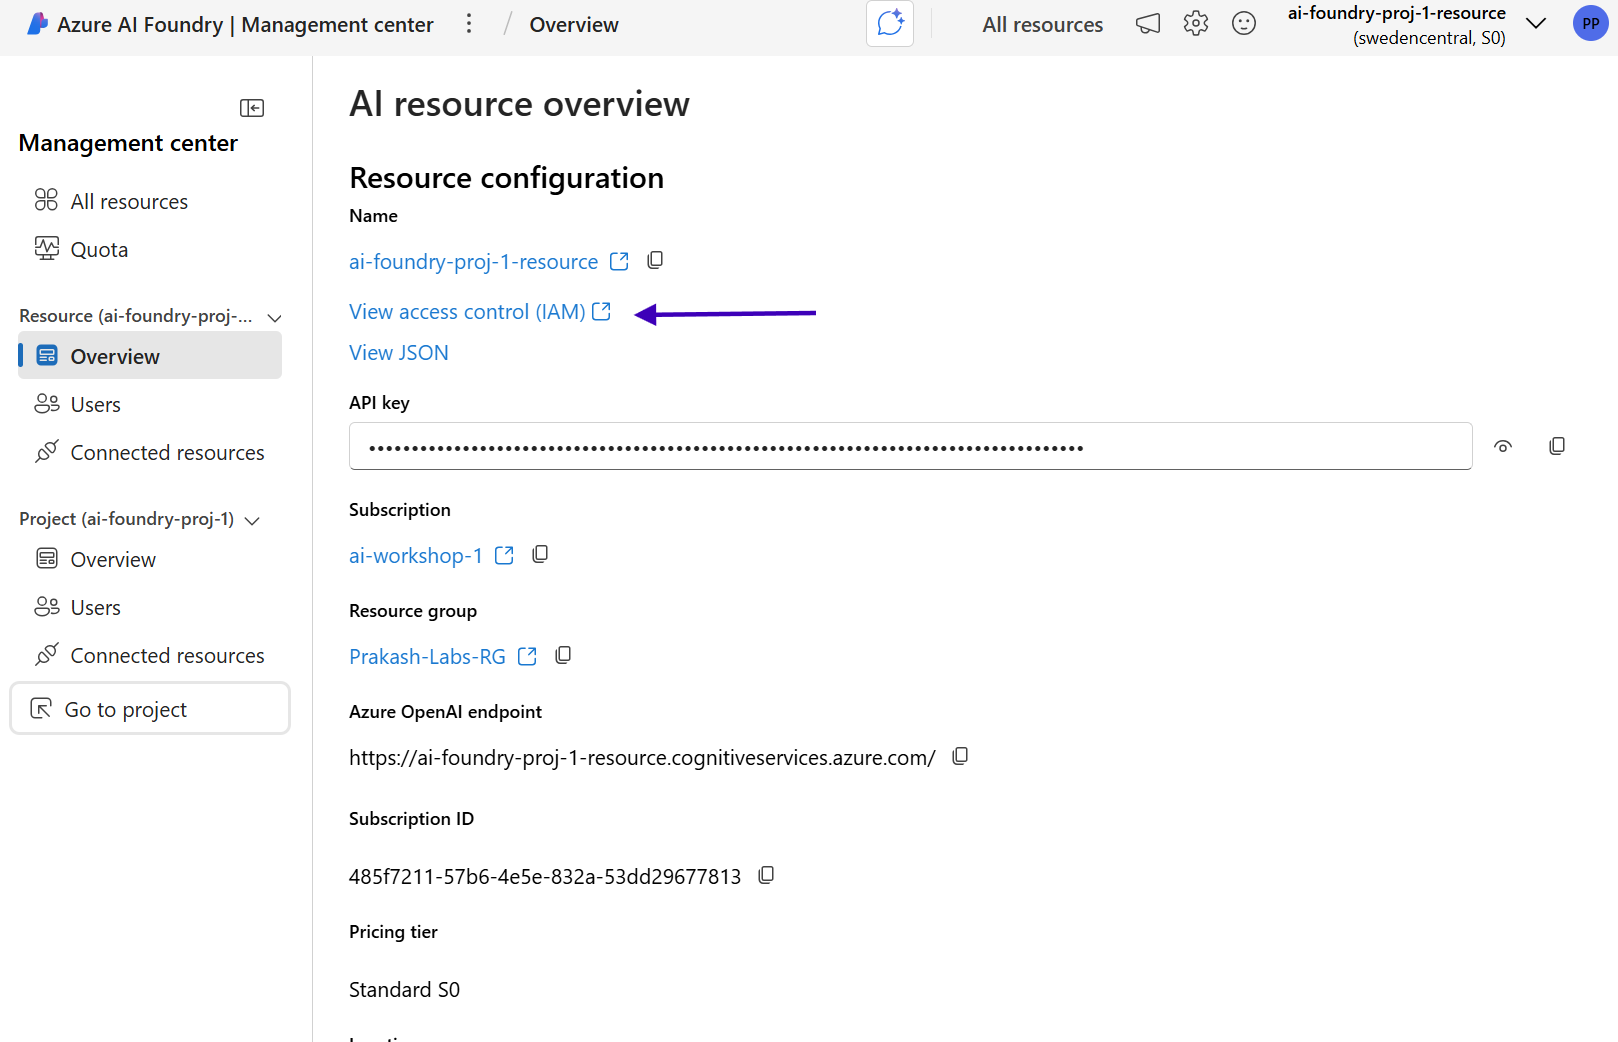 Azure AI Foundry | Management center
/ Overview
All resources
ai-foundry-proj-1-resource
(swedencentral, S0)
PP
Management center
All resources
Quota
Resource (ai-foundry-proj-...
Overview
Users
Connected resources
Project (ai-foundry-proj-1)
Overview
Users
Connected resources
Go to project
AI resource overview
Resource configuration
Name
ai-foundry-proj-1-resource
View access control (IAM)
View JSON
API key
Subscription
ai-workshop-1
Resource group
Prakash-Labs-RG
Azure OpenAI endpoint
https://ai-foundry-proj-1-resource.cognitiveservices.azure.com/
Subscription ID
485f7211-57b6-4e5e-832a-53dd29677813
Pricing tier
Standard S0